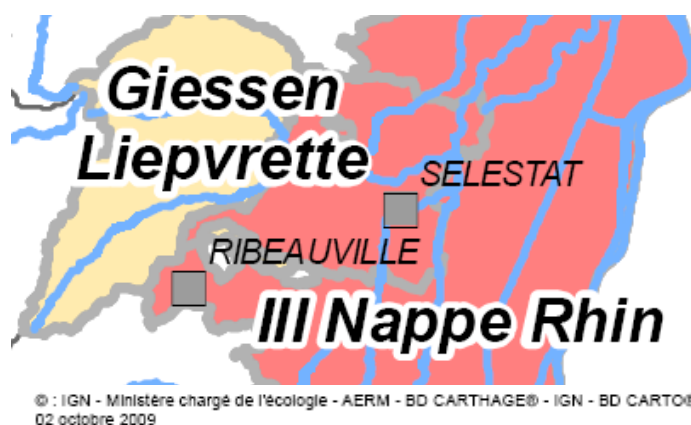 Giessen
Liepvrette
SELESTAT
RIBEAUVILLE
Ill Nappe Rhin
© : IGN - Ministère chargé de l'écologie - AERM - BD CARTHAGE® - IGN - BD CARTO®
02 octobre 2009